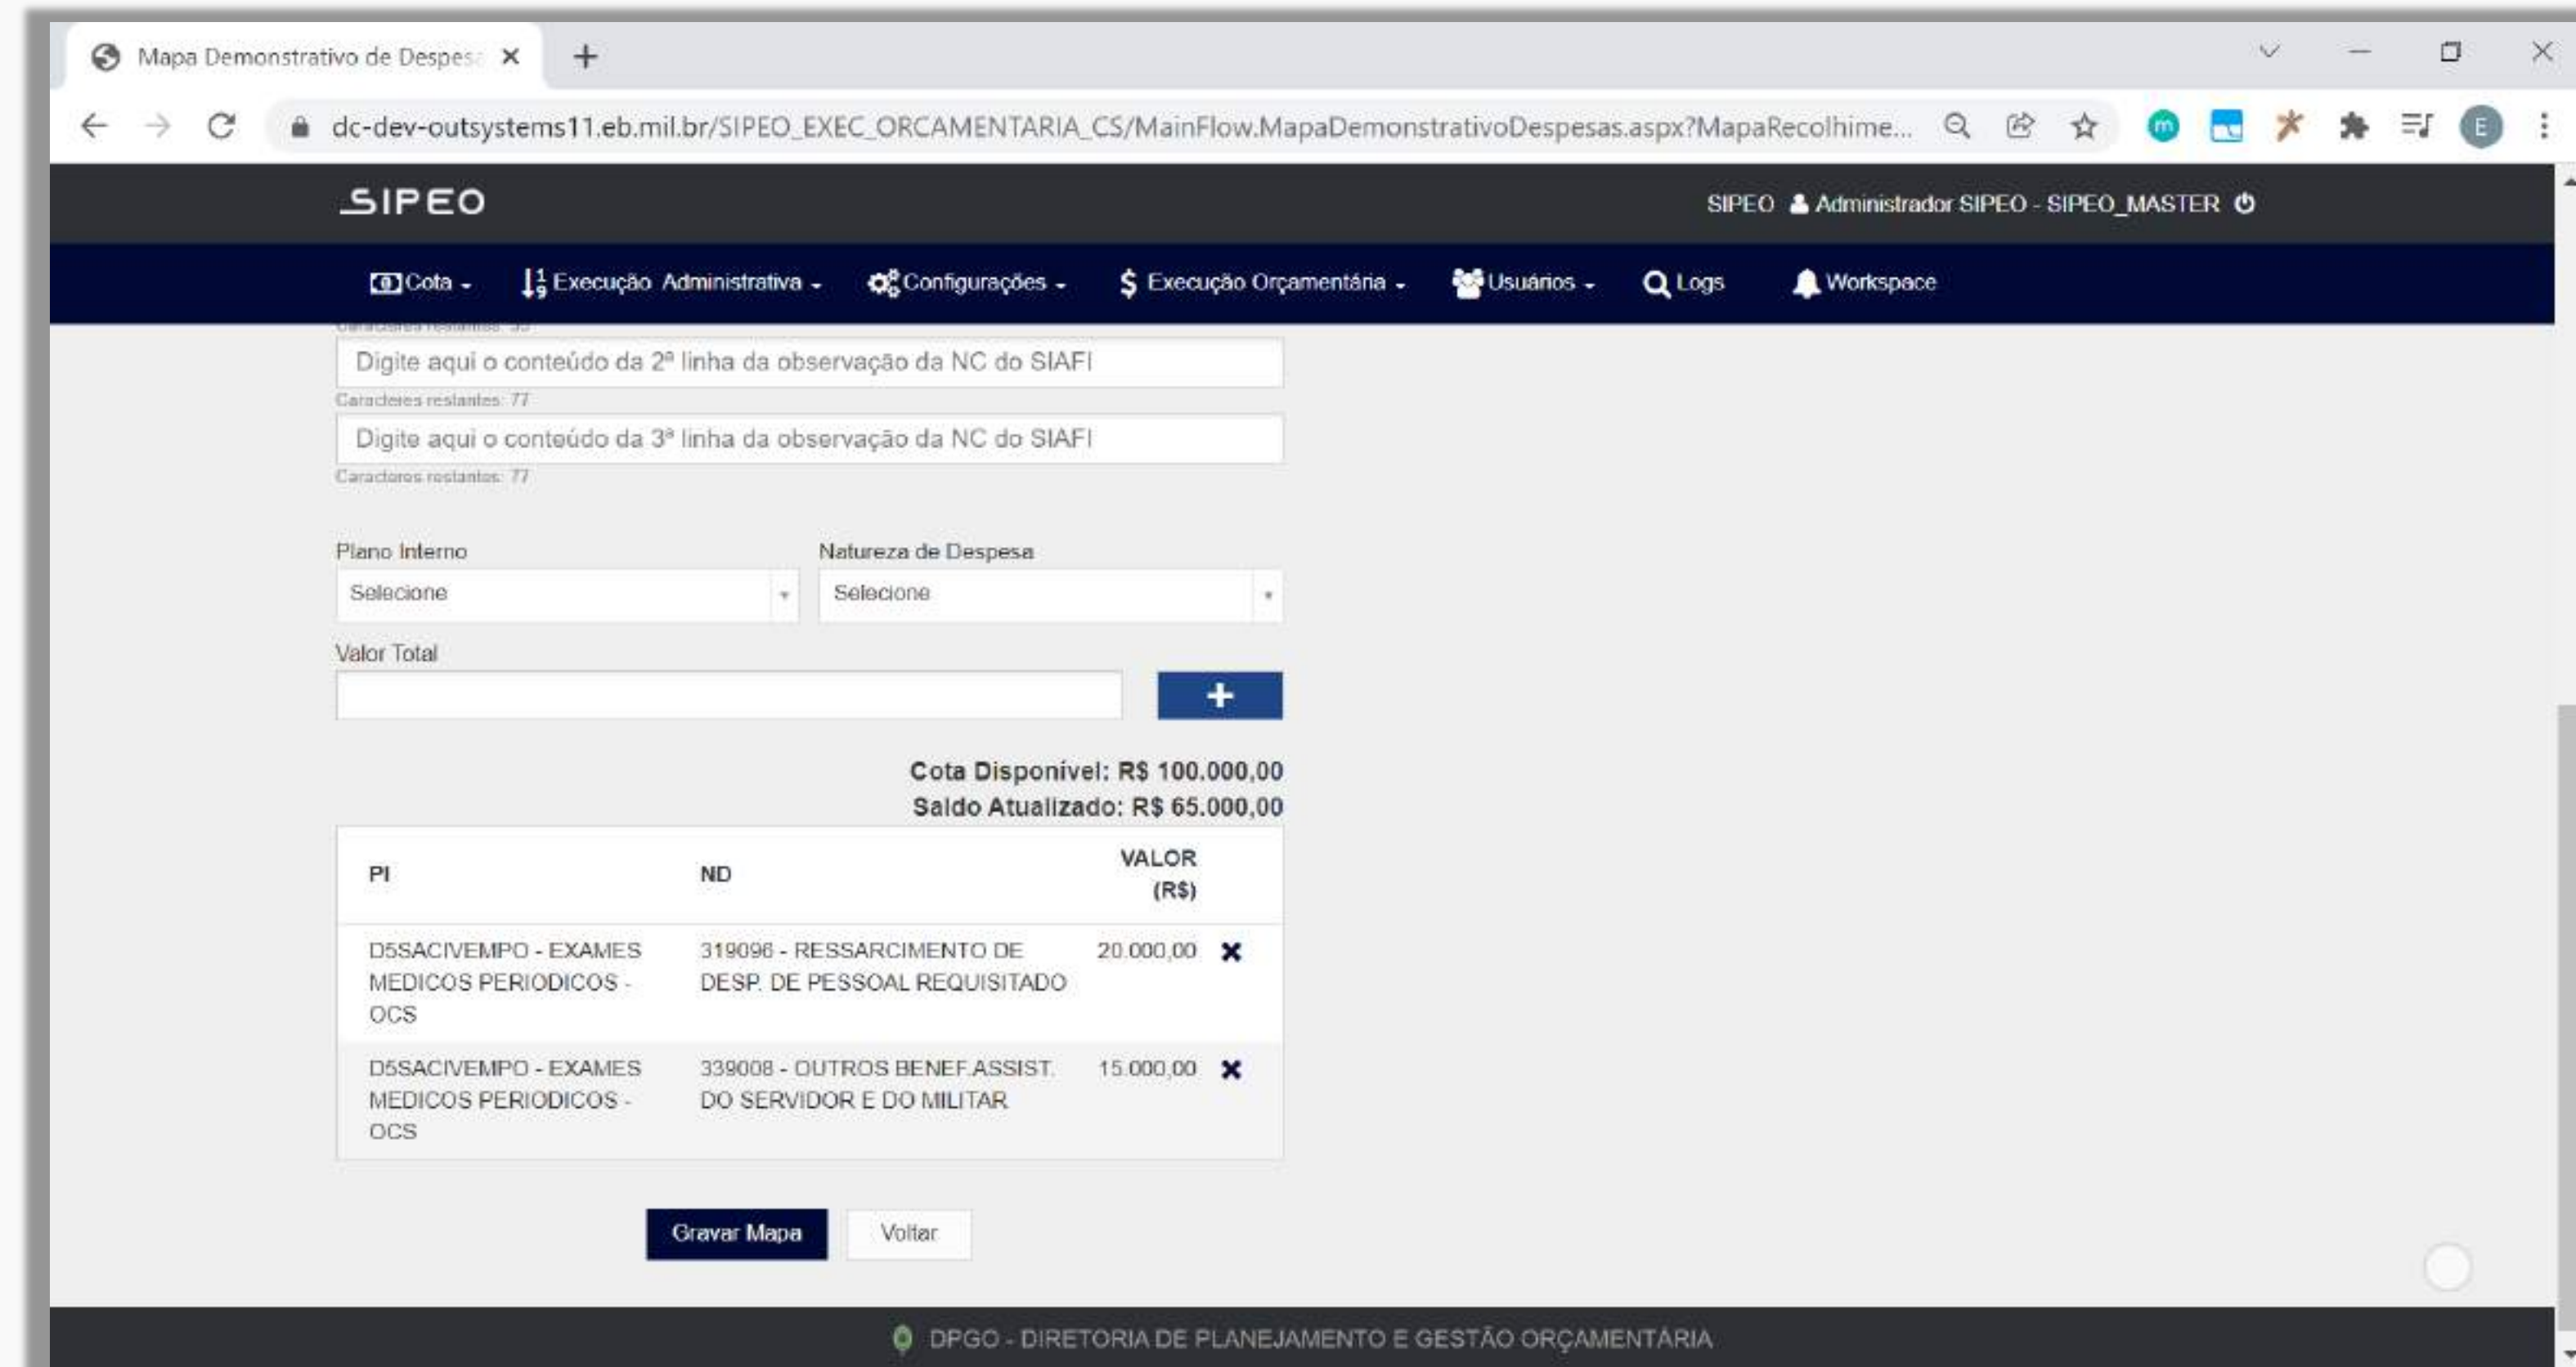 Mapa Demonstrativo de Despesa
dc-dev-outsystems11.eb.mil.br/SIPEO_EXEC_ORCAMENTARIA_CS/MainFlow.MapaDemonstrativoDespesas.aspx?MapaRecolhime...
E
SIPEO
SIPEO Administrador SIPEO - SIPEO_MASTER
Cota Execução Administrativa Configurações $ Execução Orçamentária Usuários Logs Workspace
Digite aqui o conteúdo da 2ª linha da observação da NC do SIAFI
Caracteres restantes: 77
Digite aqui o conteúdo da 3ª linha da observação da NC do SIAFI
Caracteres restantes: 77
Plano Interno Natureza de Despesa
Selecione Selecione
Valor Total
+
Cota Disponível: R$ 100.000,00
Saldo Atualizado: R$ 65.000,00
PI ND VALOR (R$)
D5SACIVEMPO - EXAMES 319096 - RESSARCIMENTO DE 20.000,00
MEDICOS PERIODICOS - DESP. DE PESSOAL REQUISITADO
OCS
D5SACIVEMPO - EXAMES 339008 - OUTROS BENEF.ASSIST. 15.000,00
MEDICOS PERIODICOS - DO SERVIDOR E DO MILITAR
OCS
Gravar Mapa Voltar
DPGO - DIRETORIA DE PLANEJAMENTO E GESTÃO ORÇAMENTÁRIA